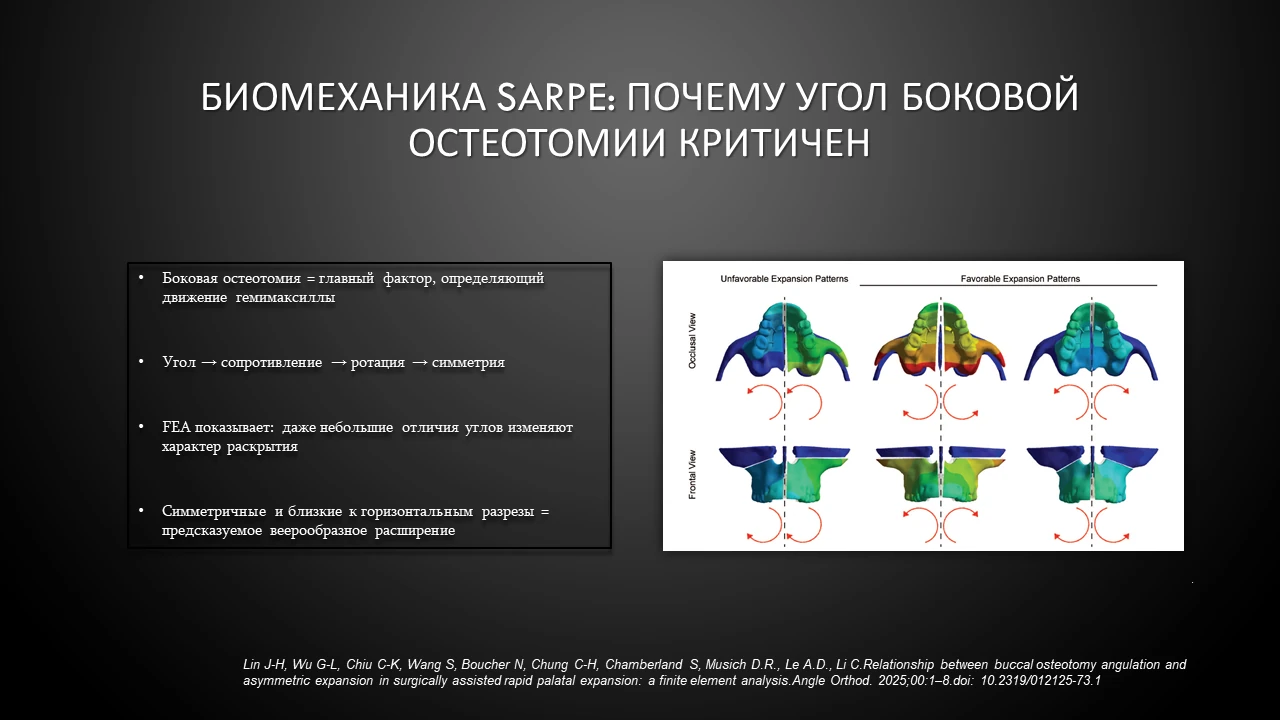 БИОМЕХАНИКА SARPE: ПОЧЕМУ УГОЛ БОКОВОЙ
ОСТЕОТОМИИ КРИТИЧЕН
• Боковая остеотомия = главный фактор, определяющий
движение гемимаксиллы
• Угол → сопротивление → ротация → симметрия
• FEA показывает: даже небольшие отличия углов изменяют
характер раскрытия
• Симметричные и близкие к горизонтальным разрезы =
предсказуемое веерообразное расширение
Unfavorable Expansion Patterns
Favorable Expansion Patterns
Occlusal View
Frontal View
.
Lin J-H, Wu G-L, Chiu C-K, Wang S, Boucher N, Chung C-H, Chamberland S, Musich D.R., Le A.D., Li C.Relationship between buccal osteotomy angulation and
asymmetric expansion in surgically assisted rapid palatal expansion: a finite element analysis.Angle Orthod. 2025;00:1–8.doi: 10.2319/012125-73.1